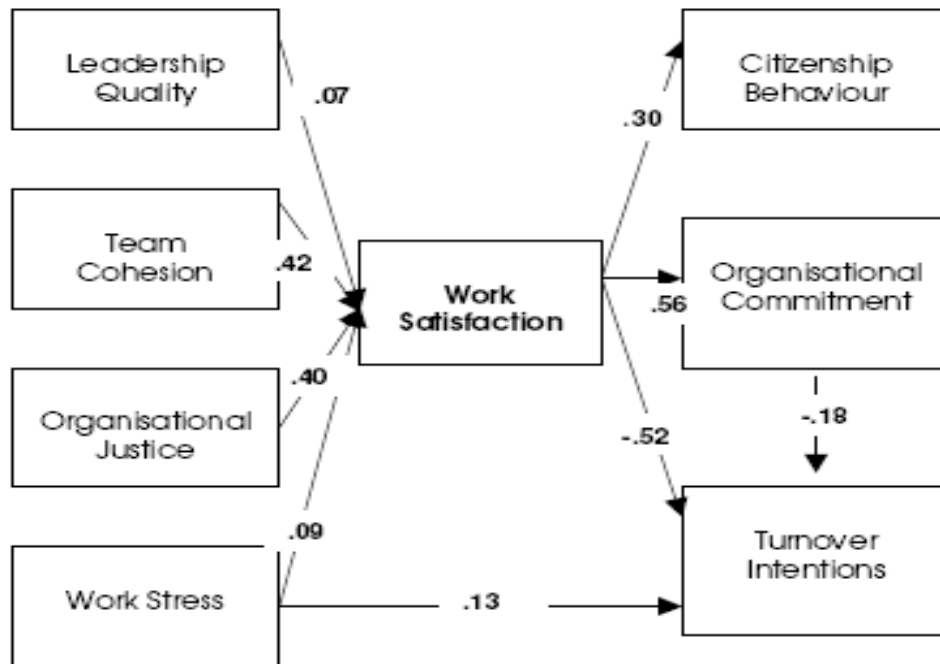 Leadership
Quality
.07
Team
Cohesion
.42
Organisational
Justice
.40
Work Stress
.09
.13
Work
Satisfaction
.30
.56
-.52
Citizenship
Behaviour
Organisational
Commitment
-.18
Turnover
Intentions